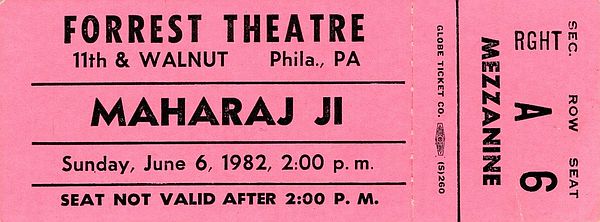 FORREST THEATRE
11th & WALNUT Phila., PA
MAHARAJ JI
Sunday, June 6, 1982, 2:00 p. m.
SEAT NOT VALID AFTER 2:00 P. M.
GLOBE TICKET CO. (S)260
MEZZANINE
RGHT A 6
SEC. ROW SEAT